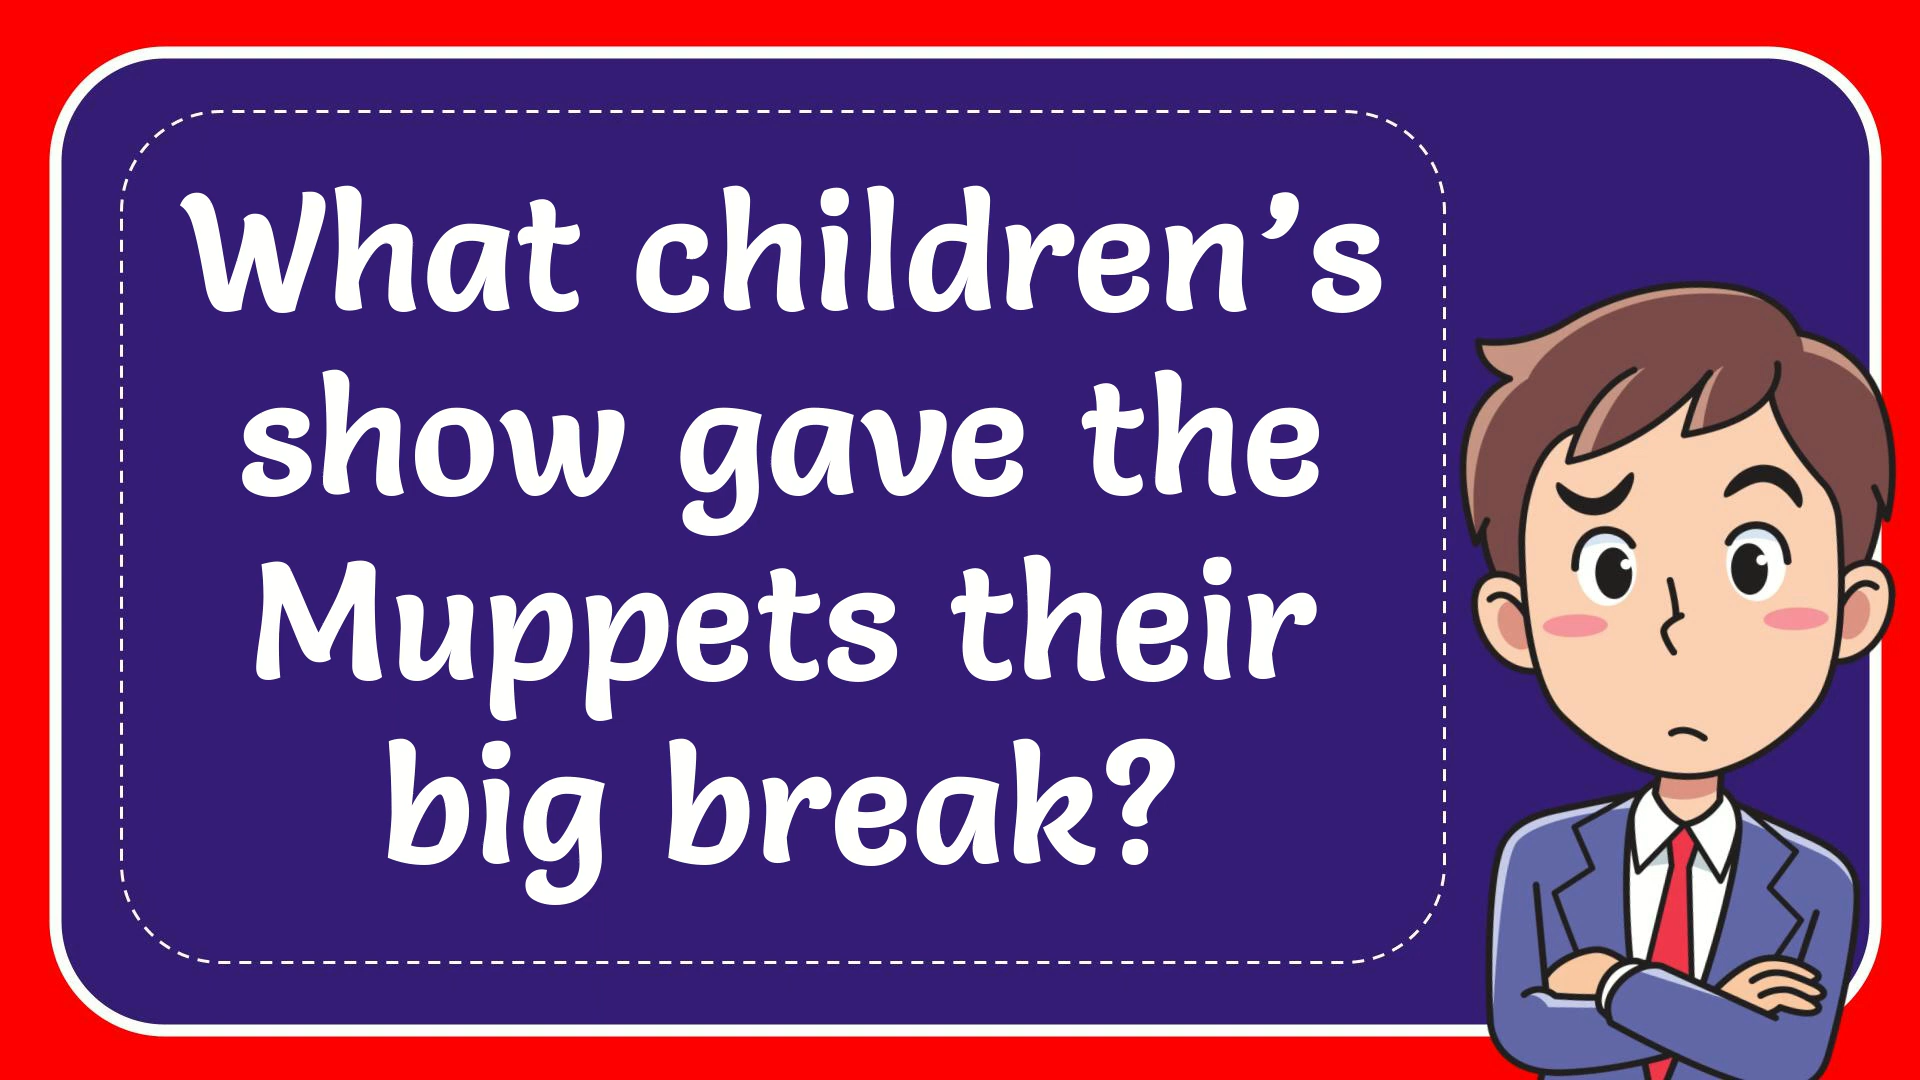 What children’s
show gave the
Muppets their
big break?